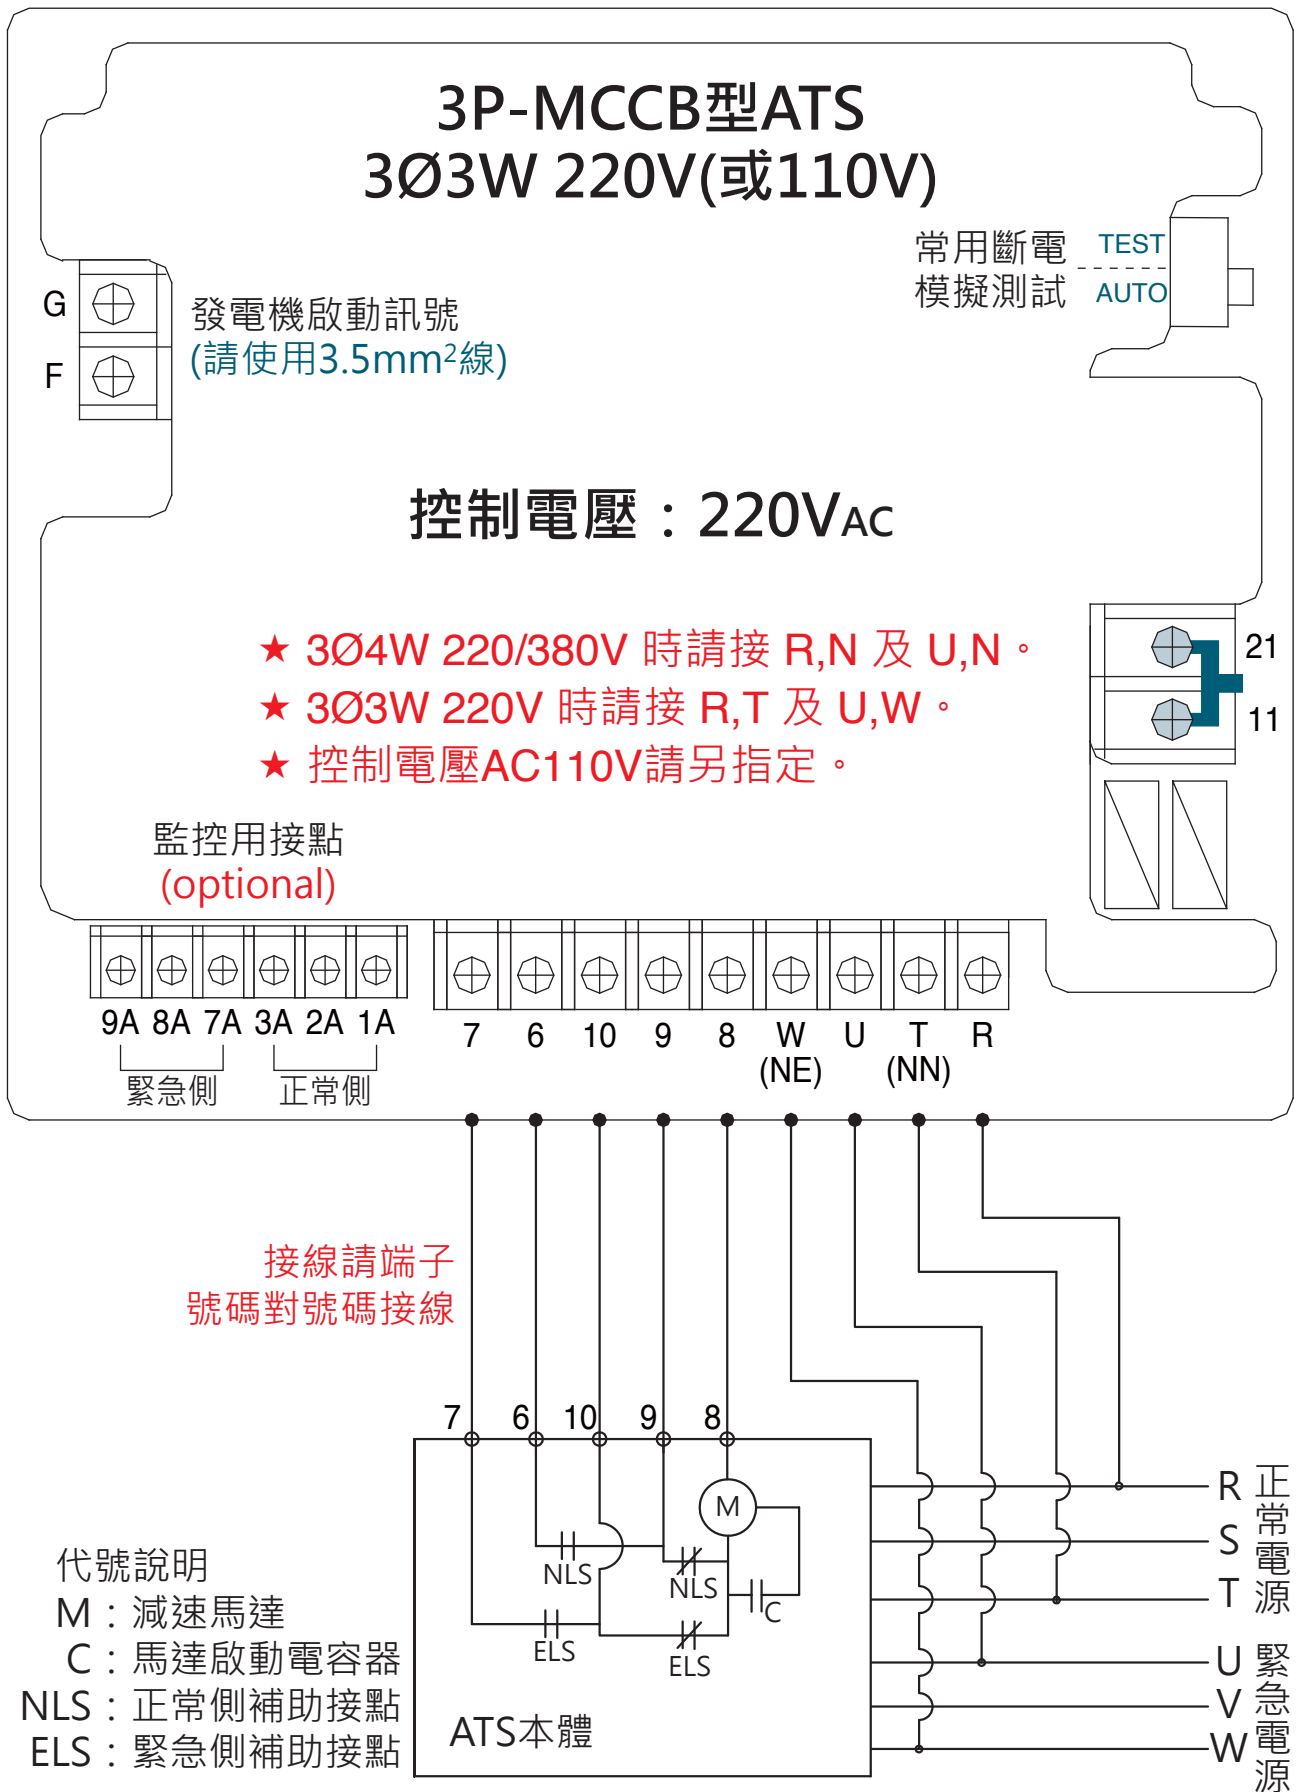 3P-MCCB型ATS
3Ø3W 220V(或110V)
常用斷電 TEST
模擬測試 AUTO
G
F
發電機啟動訊號
(請使用3.5mm²線)
控制電壓：220VAC
★ 3Ø4W 220/380V 時請接 R,N 及 U,N。
★ 3Ø3W 220V 時請接 R,T 及 U,W。
★ 控制電壓AC110V請另指定。
21
11
監控用接點
(optional)
9A 8A 7A 3A 2A 1A
緊急側 正常側
7 6 10 9 8 W U T R
(NE) (NN)
接線請端子
號碼對號碼接線
7 6 10 9 8
M
NLS
NLS
C
ELS
ELS
ATS本體
R
S
T
正常電源
U
V
W
緊急電源
代號說明
M：減速馬達
C：馬達啟動電容器
NLS：正常側補助接點
ELS：緊急側補助接點